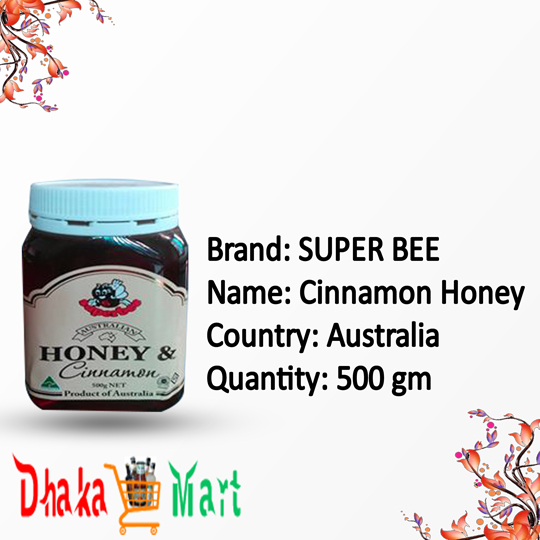 Brand: SUPER BEE
Name: Cinnamon Honey
Country: Australia
Quantity: 500 gm
Superbee
AUSTRALIAN
HONEY &
Cinnamon
500g NET
Product of Australia
Dhaka Mart